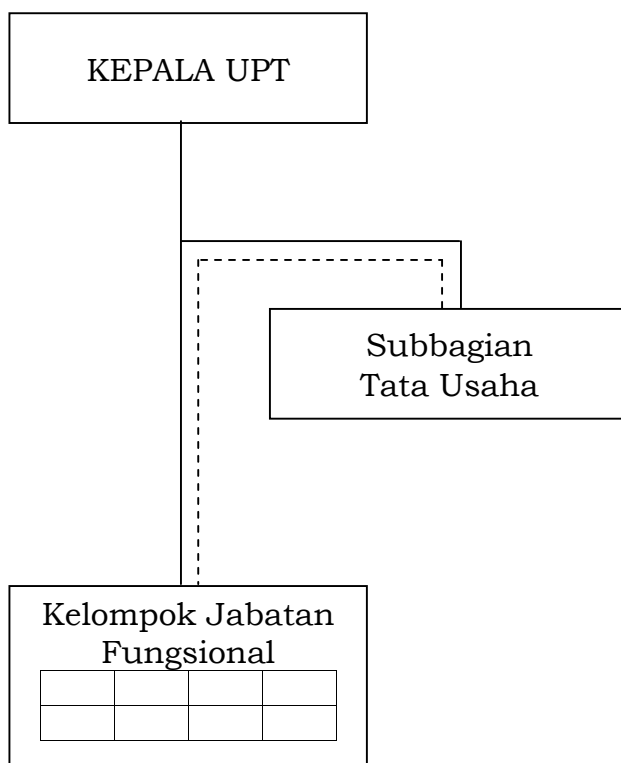 KEPALA UPT
Subbagian
Tata Usaha
Kelompok Jabatan
Fungsional